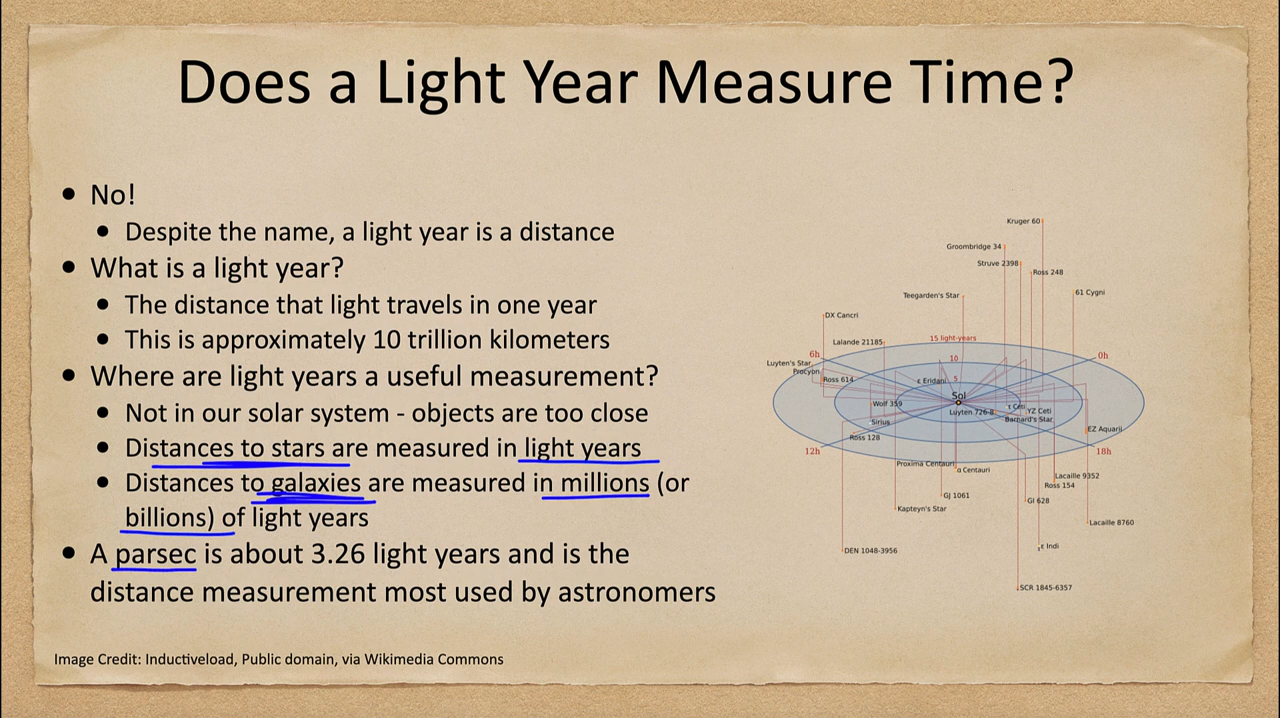 Does a Light Year Measure Time?
• No!
• Despite the name, a light year is a distance
• What is a light year?
• The distance that light travels in one year
• This is approximately 10 trillion kilometers
• Where are light years a useful measurement?
• Not in our solar system - objects are too close
• Distances to stars are measured in light years
• Distances to galaxies are measured in millions (or
billions) of light years
• A parsec is about 3.26 light years and is the
distance measurement most used by astronomers
Kruger 60
Groombridge 34
Struve 2398
Ross 248
61 Cygni
Teegarden's Star
DX Cancri
Lalande 21185
15 light-years
6h
10
0h
Luyten's Star
Procyon
Ross 614
ε Eridani
5
Sol
Wolf 359
Luyten 726-8
τ Ceti
YZ Ceti
Sirius
Barnard's Star
EZ Aquarii
Ross 128
12h
18h
Proxima Centauri
α Centauri
Lacaille 9352
Ross 154
GJ 1061
Gl 628
Kapteyn's Star
Lacaille 8760
DEN 1048-3956
ε Indi
SCR 1845-6357
Image Credit: Inductiveload, Public domain, via Wikimedia Commons